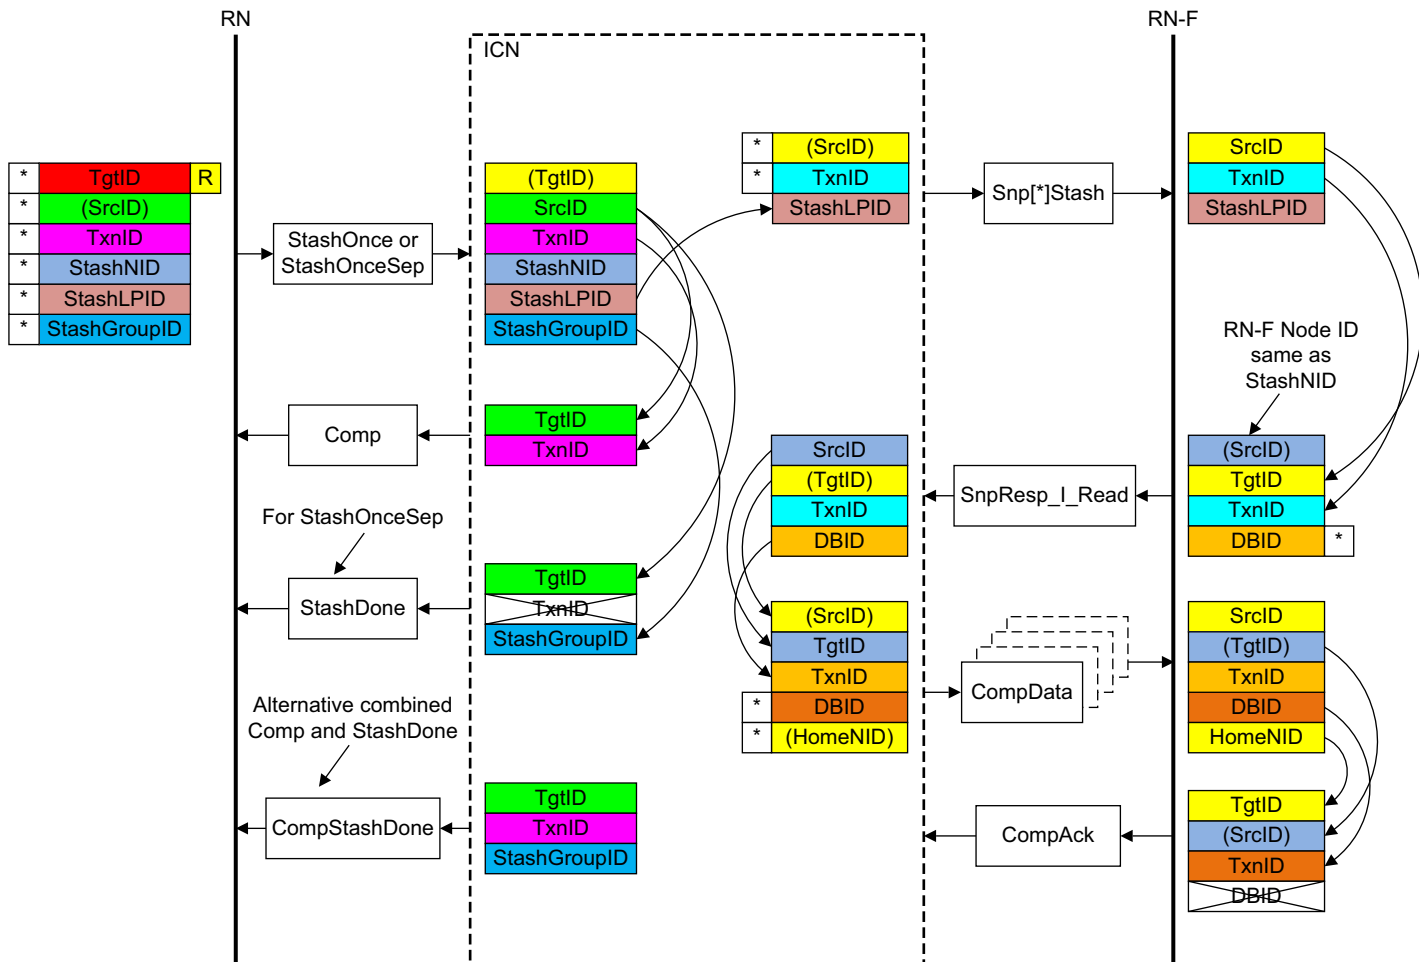 RN
RN-F
ICN
* TgtID R
* (SrcID)
* TxnID
* StashNID
* StashLPID
* StashGroupID
StashOnce or
StashOnceSep
(TgtID)
SrcID
TxnID
StashNID
StashLPID
StashGroupID
* (SrcID)
* TxnID
StashLPID
Snp[*]Stash
SrcID
TxnID
StashLPID
RN-F Node ID
same as
StashNID
Comp
TgtID
TxnID
SrcID
(TgtID)
TxnID
DBID
SnpResp_I_Read
(SrcID)
TgtID
TxnID
DBID *
For StashOnceSep
StashDone
TgtID
TxnID
StashGroupID
(SrcID)
TgtID
TxnID
* DBID
* (HomeNID)
CompData
SrcID
(TgtID)
TxnID
DBID
HomeNID
Alternative combined
Comp and StashDone
CompStashDone
TgtID
TxnID
StashGroupID
CompAck
TgtID
(SrcID)
TxnID
DBID